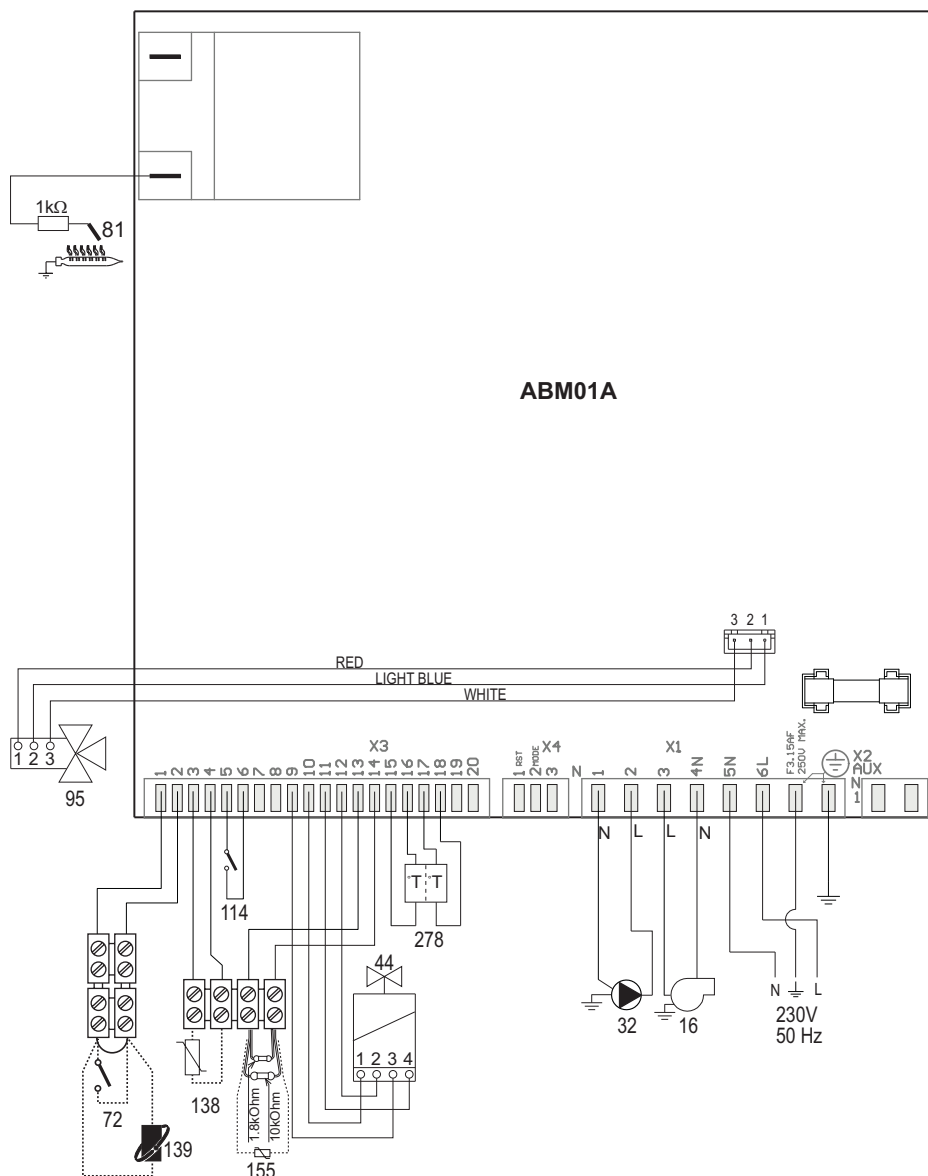 1kΩ
81
ABM01A
3 2 1
RED
LIGHT BLUE
WHITE
1 2 3
95
X3
1 2 3 4 5 6 7 8 9 10 11 12 13 14 15 16 17 18 19 20
X4
1 RST
2 MODE
3
N
X1
1 2 3 4N 5N 6L
F3.15AF
250V MAX.
X2
AUX
N
1
N L L N
°T °T
114
278
44
1 2 3 4
N L
230V
50 Hz
32
16
72
138
1.8kOhm
10kOhm
139
155